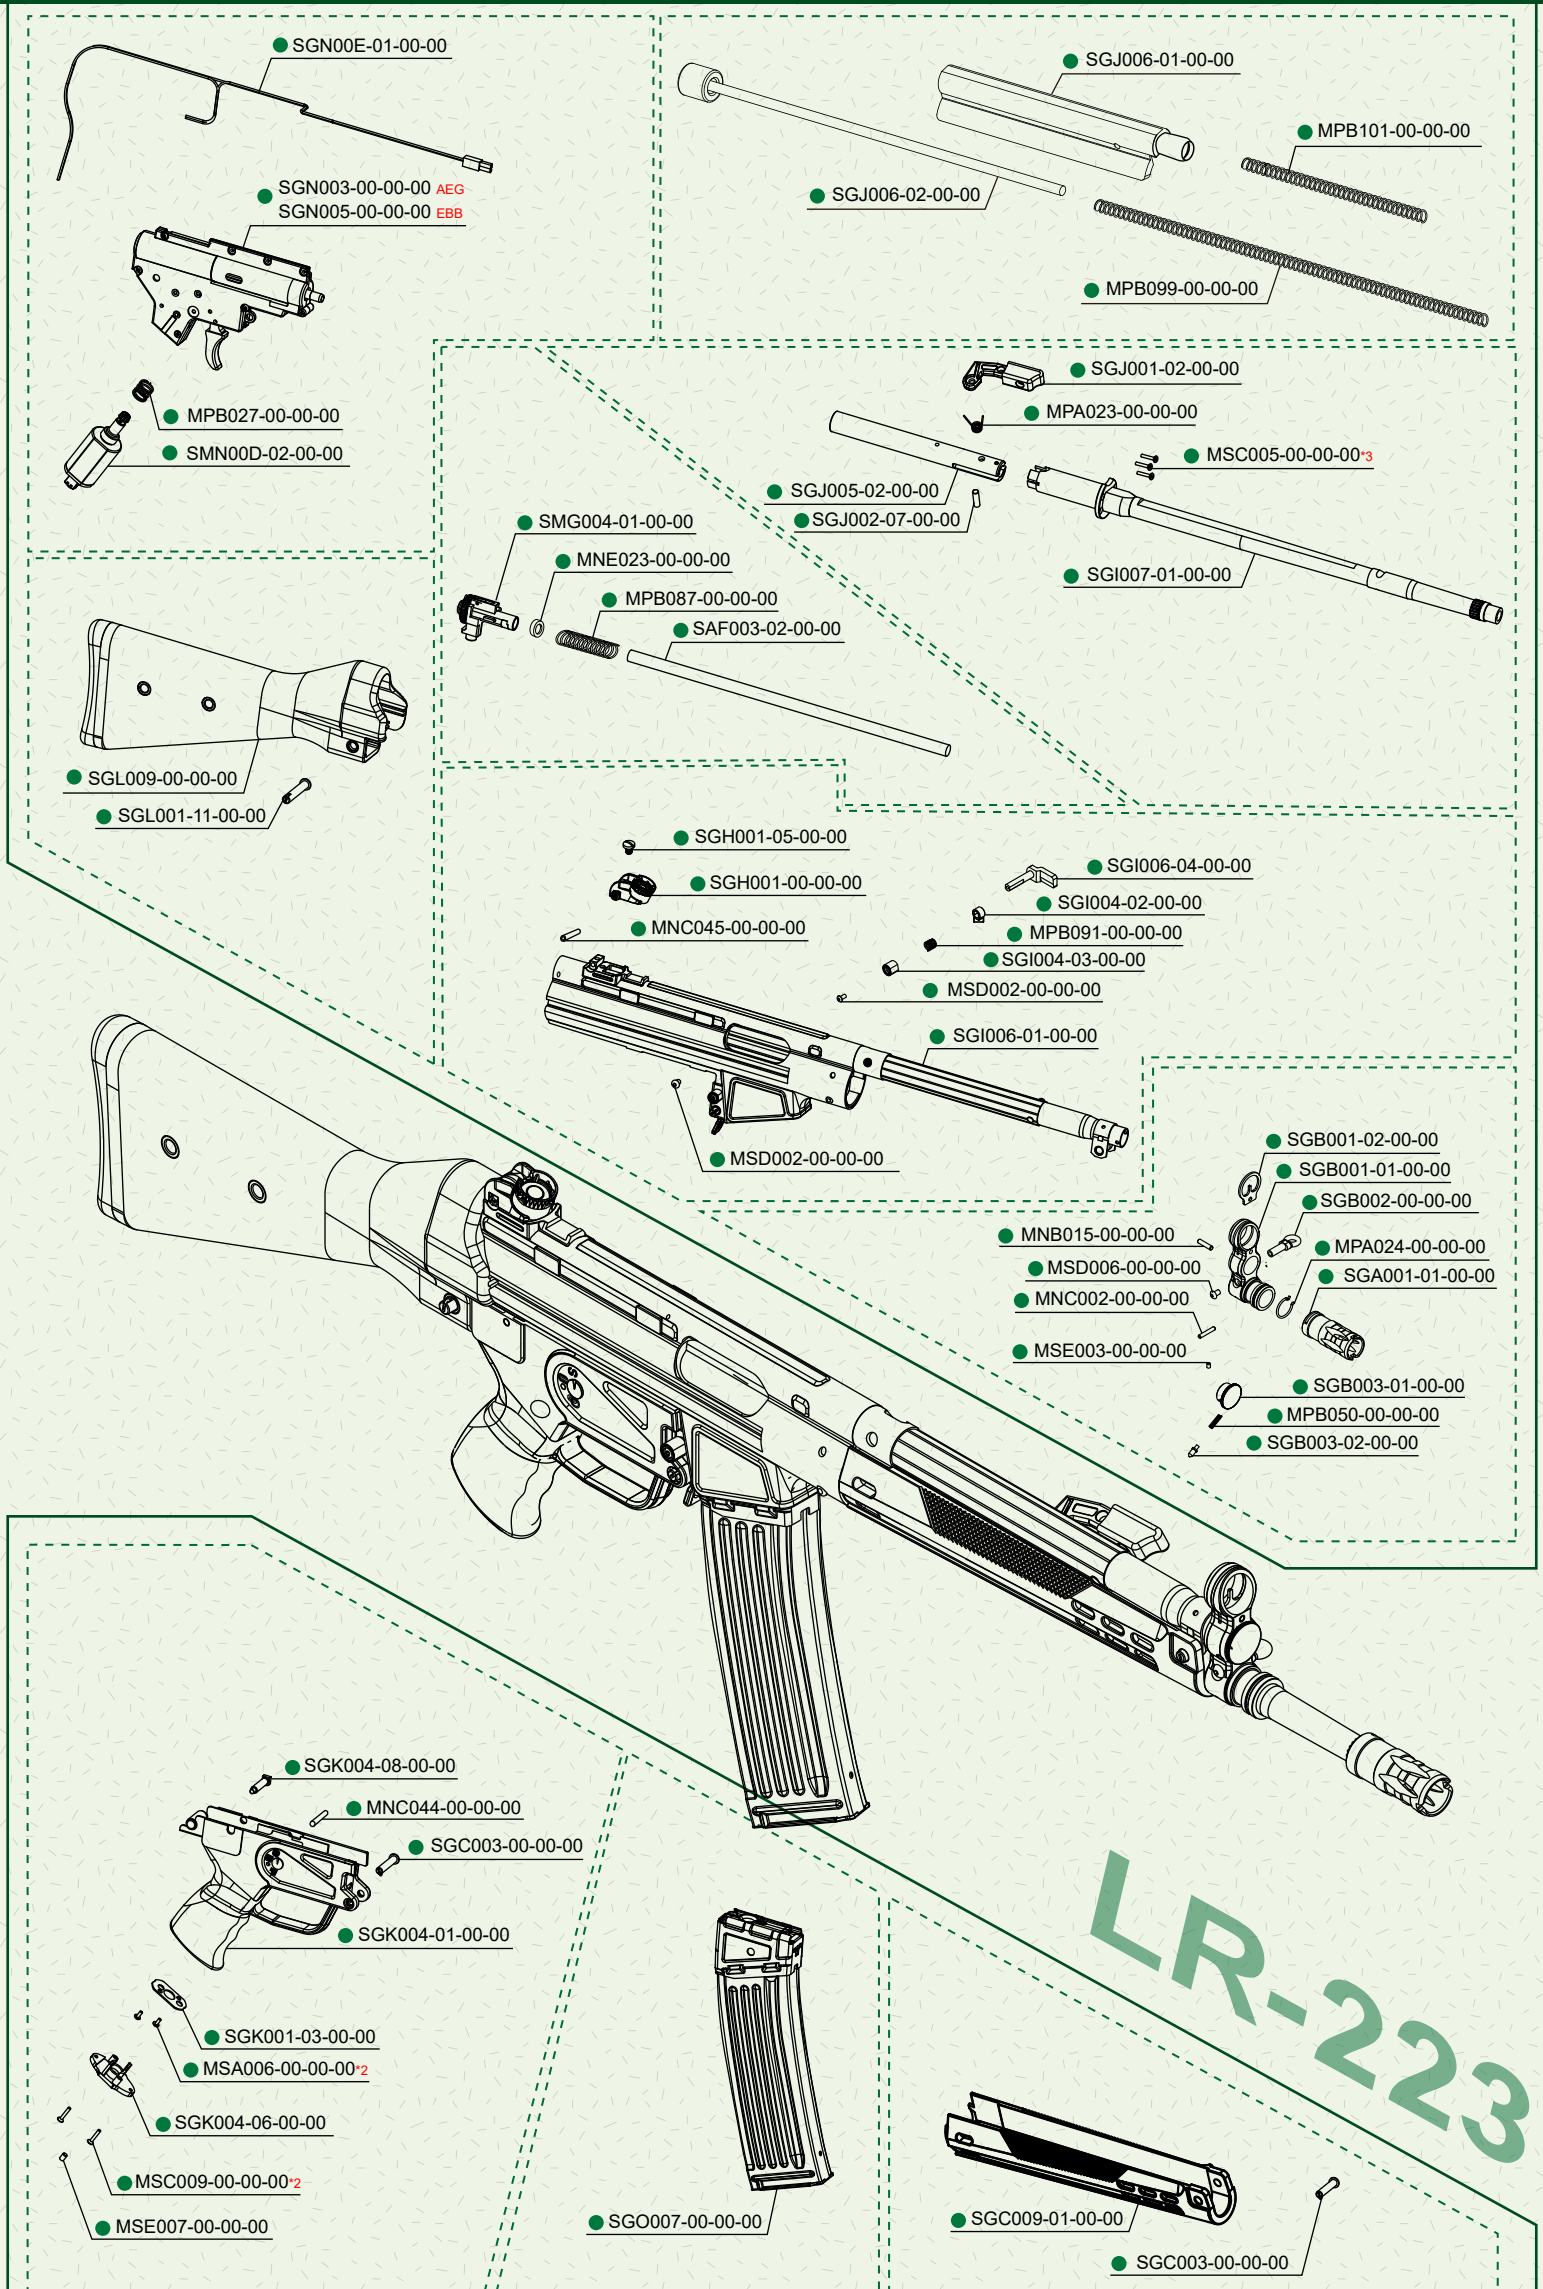 SGN00E-01-00-00
SGN003-00-00-00 AEG
SGN005-00-00-00 EBB
MPB027-00-00-00
SMN00D-02-00-00
SGJ006-01-00-00
MPB101-00-00-00
SGJ006-02-00-00
MPB099-00-00-00
SGJ001-02-00-00
MPA023-00-00-00
MSC005-00-00-00*3
SGJ005-02-00-00
SGJ002-07-00-00
SGI007-01-00-00
SMG004-01-00-00
MNE023-00-00-00
MPB087-00-00-00
SAF003-02-00-00
SGL009-00-00-00
SGL001-11-00-00
SGH001-05-00-00
SGH001-00-00-00
MNC045-00-00-00
SGI006-04-00-00
SGI004-02-00-00
MPB091-00-00-00
SGI004-03-00-00
MSD002-00-00-00
SGI006-01-00-00
MSD002-00-00-00
SGB001-02-00-00
SGB001-01-00-00
SGB002-00-00-00
MNB015-00-00-00
MPA024-00-00-00
MSD006-00-00-00
SGA001-01-00-00
MNC002-00-00-00
MSE003-00-00-00
SGB003-01-00-00
MPB050-00-00-00
SGB003-02-00-00
SGK004-08-00-00
MNC044-00-00-00
SGC003-00-00-00
SGK004-01-00-00
SGK001-03-00-00
MSA006-00-00-00*2
SGK004-06-00-00
MSC009-00-00-00*2
MSE007-00-00-00
SGO007-00-00-00
LR-223
SGC009-01-00-00
SGC003-00-00-00